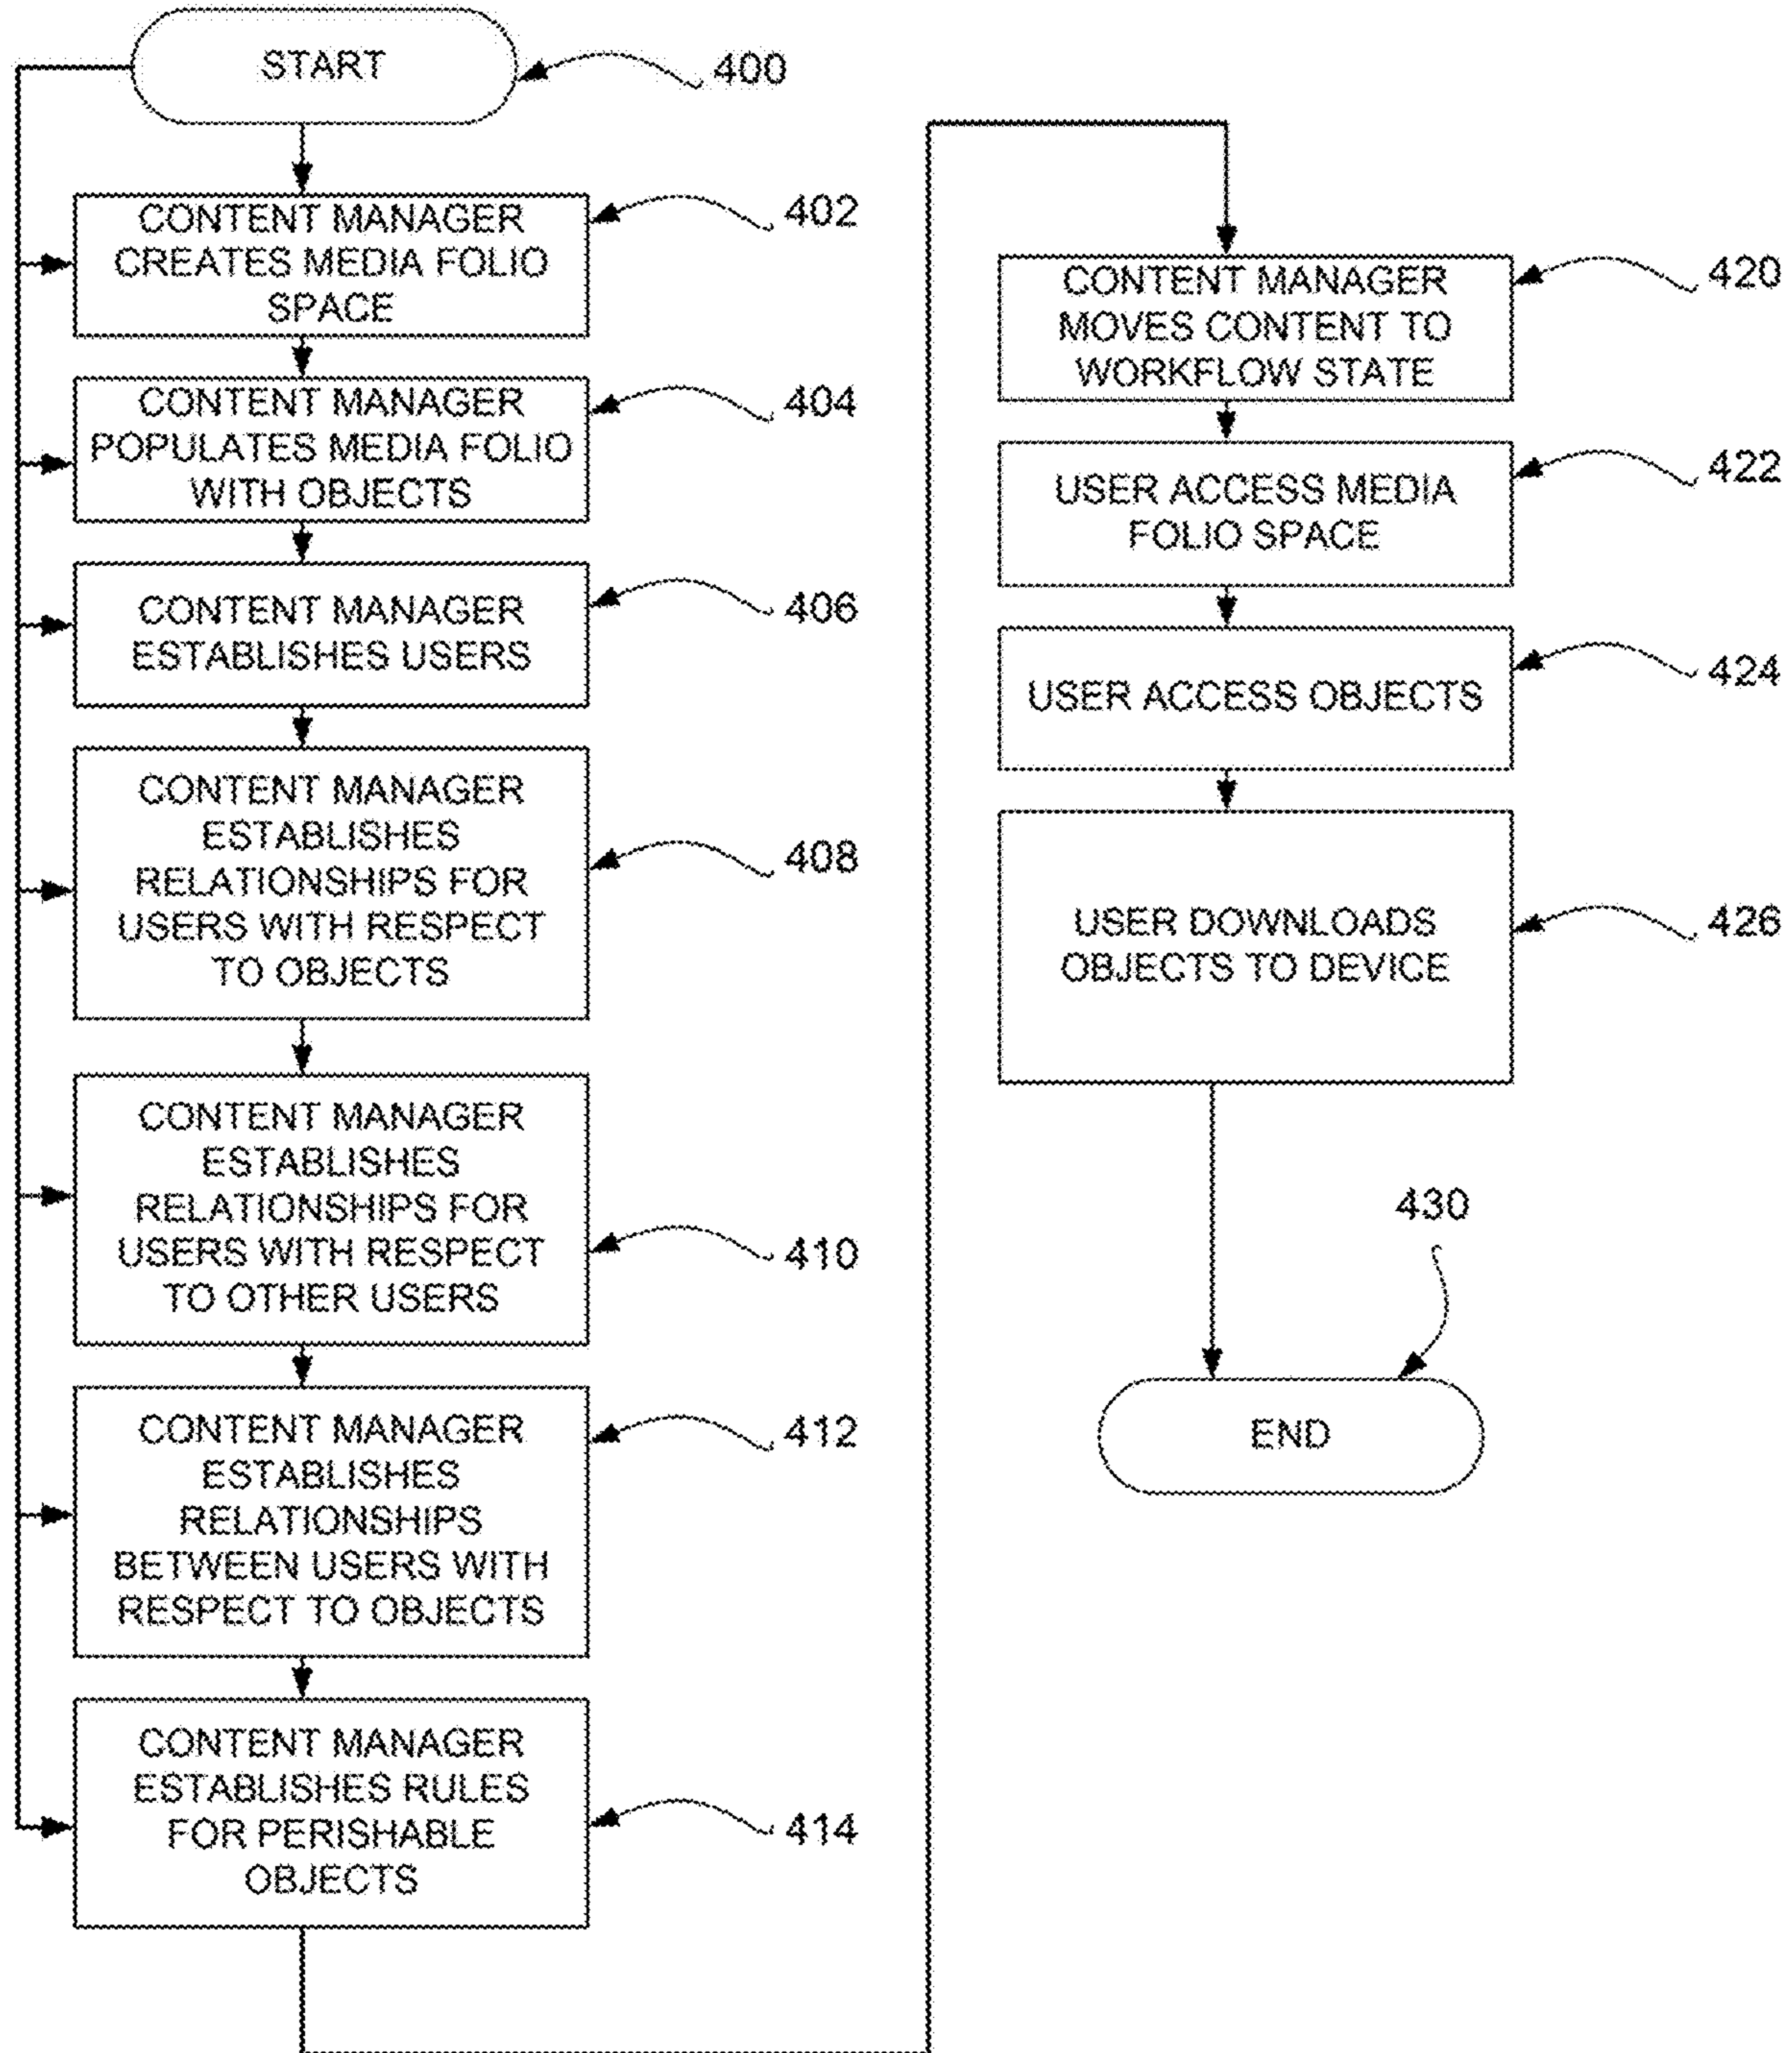 START
400
CONTENT MANAGER
CREATES MEDIA FOLIO
SPACE
402
CONTENT MANAGER
POPULATES MEDIA FOLIO
WITH OBJECTS
404
CONTENT MANAGER
ESTABLISHES USERS
406
CONTENT MANAGER
ESTABLISHES
RELATIONSHIPS FOR
USERS WITH RESPECT
TO OBJECTS
408
CONTENT MANAGER
ESTABLISHES
RELATIONSHIPS FOR
USERS WITH RESPECT
TO OTHER USERS
410
CONTENT MANAGER
ESTABLISHES
RELATIONSHIPS
BETWEEN USERS WITH
RESPECT TO OBJECTS
412
CONTENT MANAGER
ESTABLISHES RULES
FOR PERISHABLE
OBJECTS
414
CONTENT MANAGER
MOVES CONTENT TO
WORKFLOW STATE
420
USER ACCESS MEDIA
FOLIO SPACE
422
USER ACCESS OBJECTS
424
USER DOWNLOADS
OBJECTS TO DEVICE
426
430
END